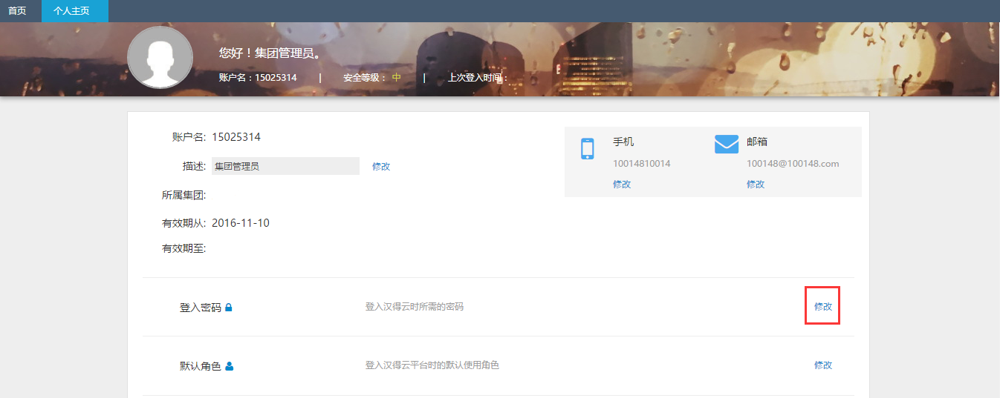 首页 个人主页
您好！集团管理员。
账户名：15025314 | 安全等级： 中 | 上次登入时间：
账户名: 15025314
描述: 集团管理员 修改
所属集团:
有效期从: 2016-11-10
有效期至:
手机
10014810014
修改
邮箱
100148@100148.com
修改
登入密码 登入汉得云时所需的密码 修改
默认角色 登入汉得云平台时的默认使用角色 修改